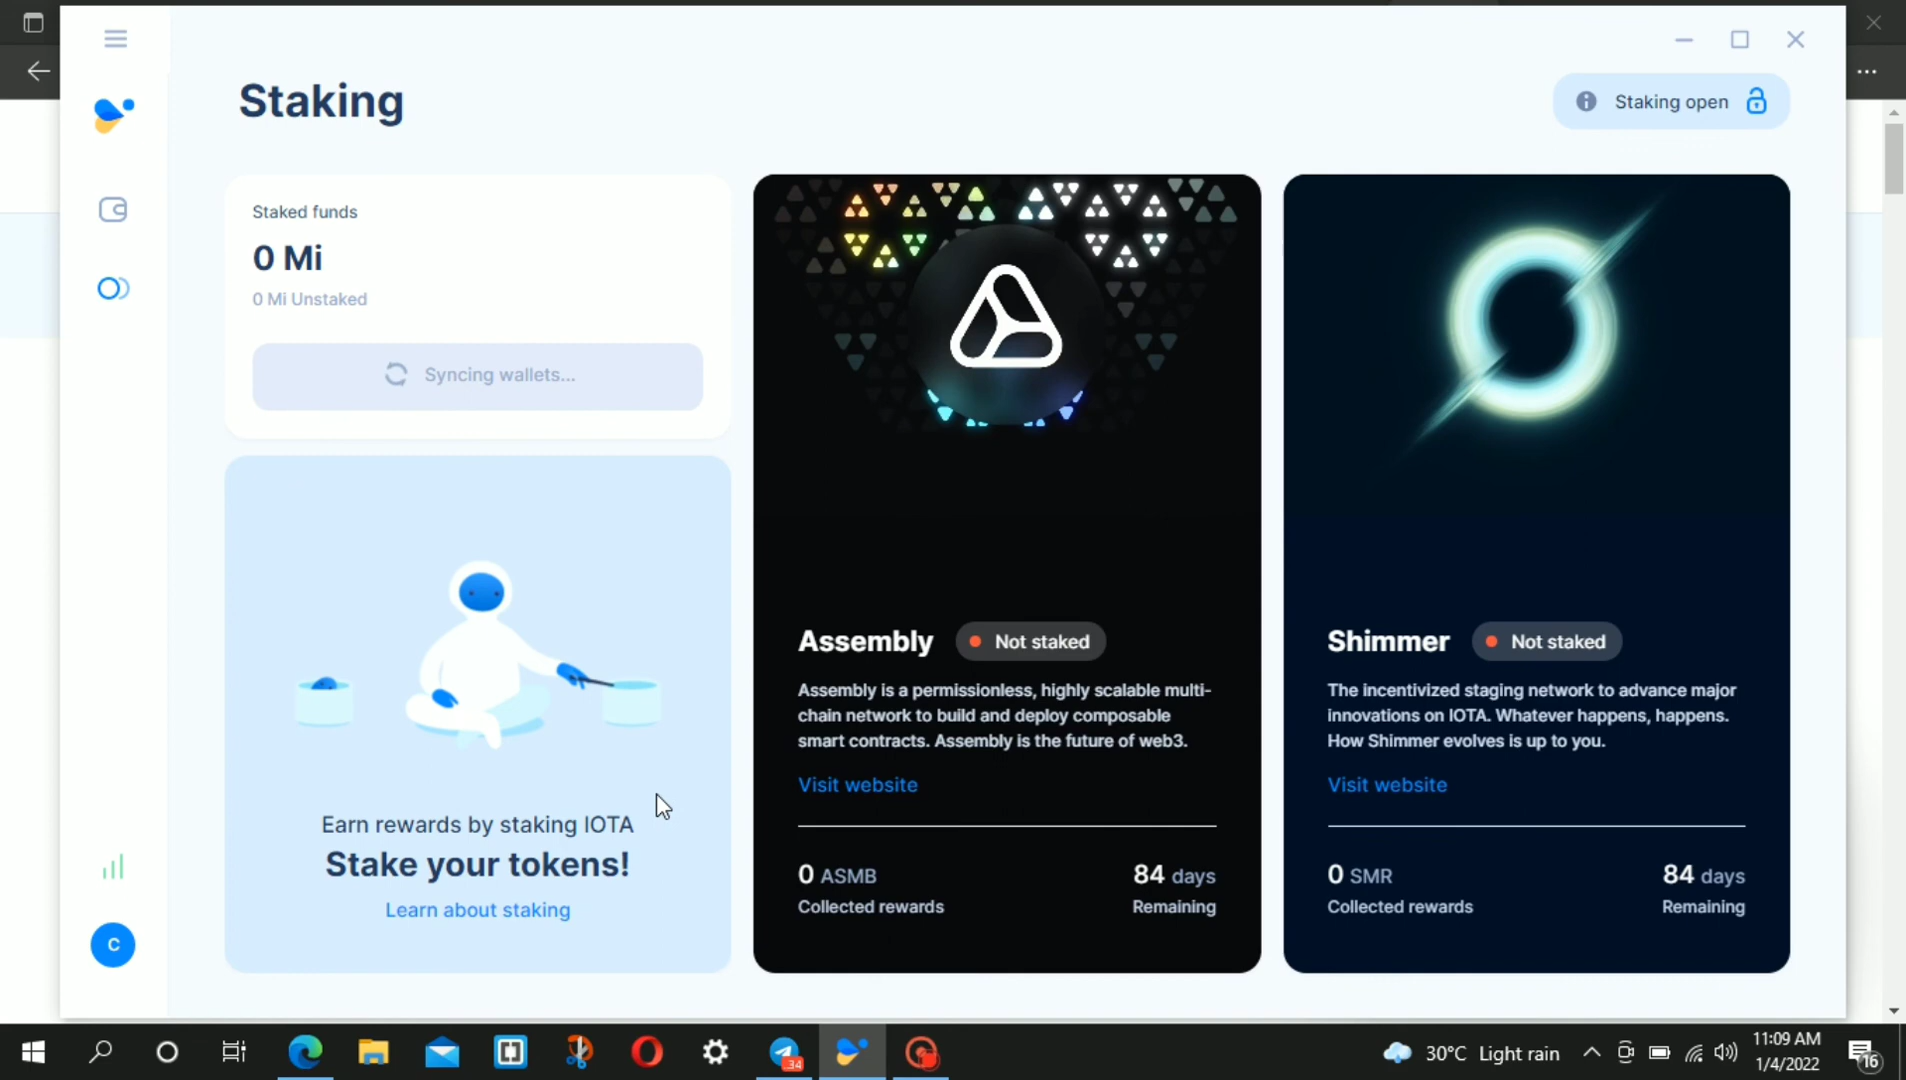 Staking
Staking open
Staked funds
0 Mi
0 Mi Unstaked
Syncing wallets...
Earn rewards by staking IOTA
Stake your tokens!
Learn about staking
C
Assembly
Not staked
Assembly is a permissionless, highly scalable multi-
chain network to build and deploy composable
smart contracts. Assembly is the future of web3.
Visit website
0 ASMB
Collected rewards
84 days
Remaining
Shimmer
Not staked
The incentivized staging network to advance major
innovations on IOTA. Whatever happens, happens.
How Shimmer evolves is up to you.
Visit website
0 SMR
Collected rewards
84 days
Remaining
34
30°C Light rain
11:09 AM
1/4/2022
16